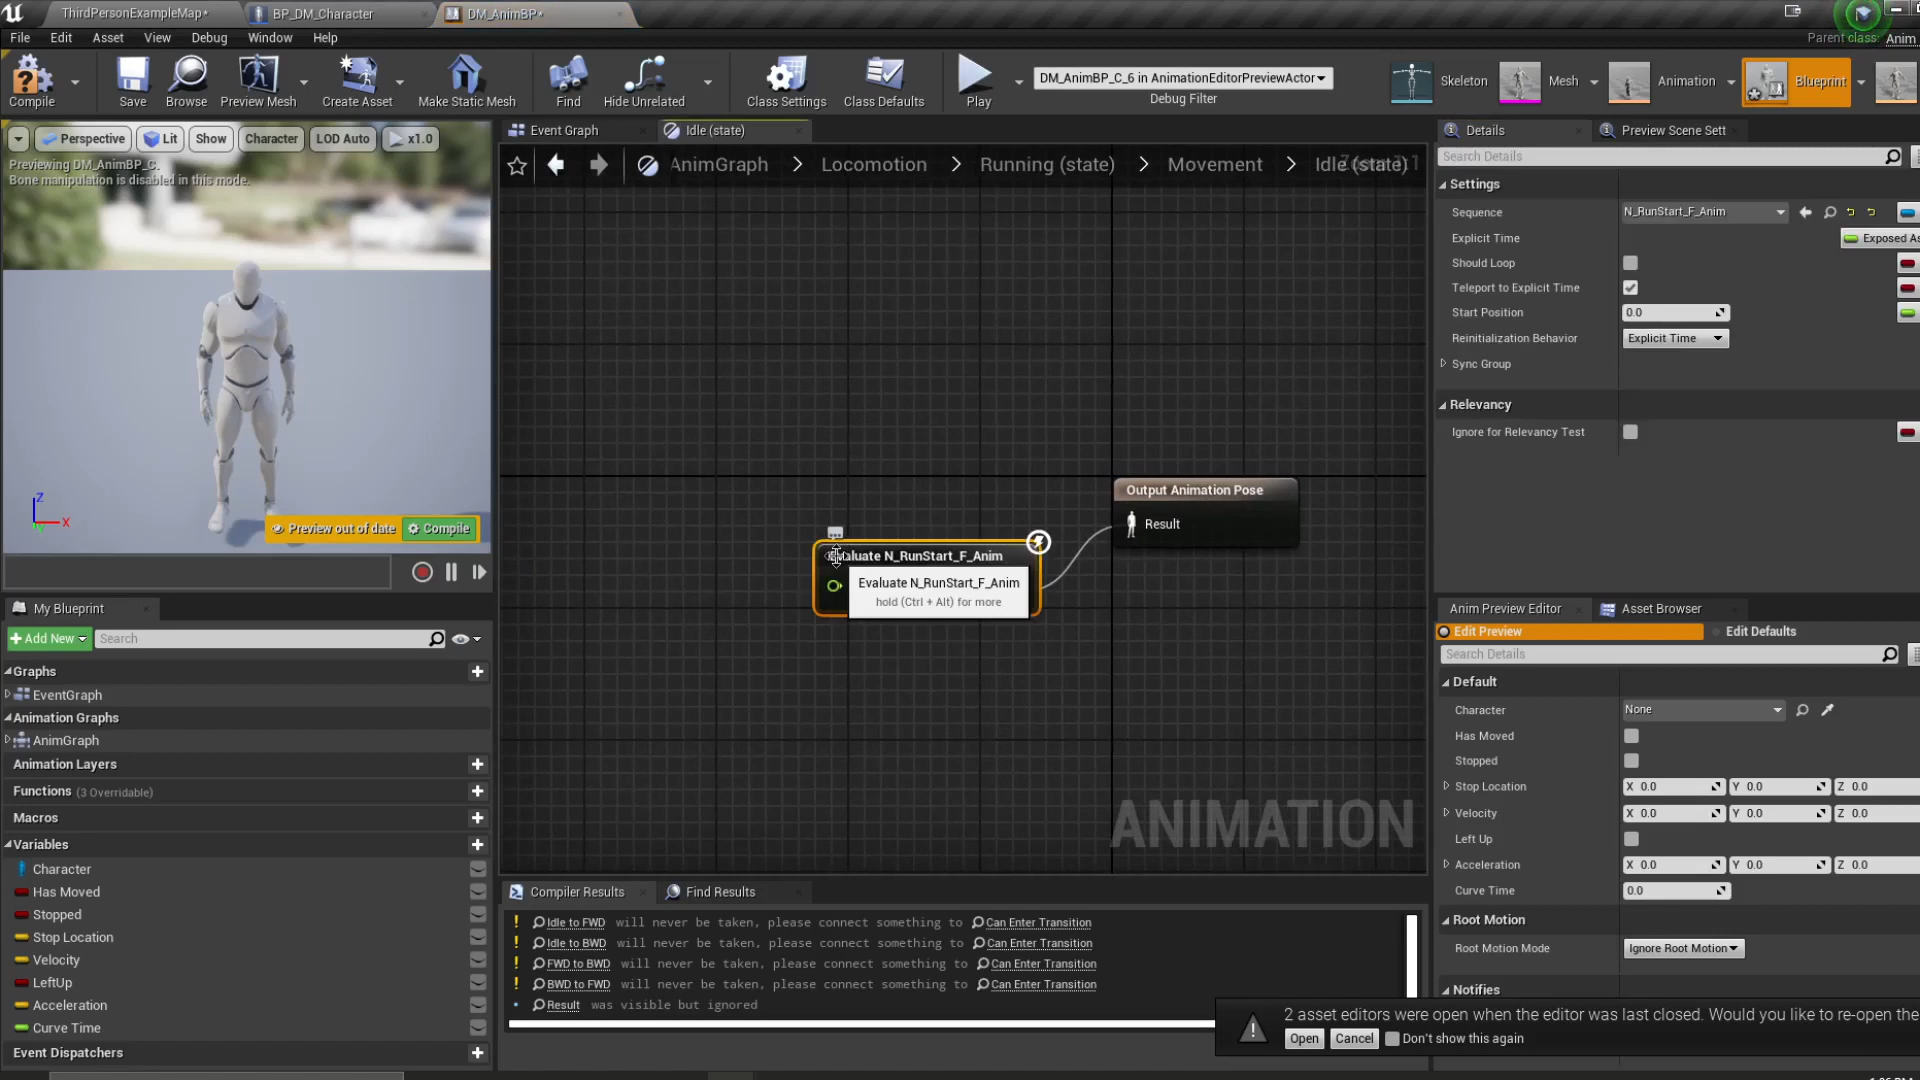 ThirdPersonExampleMap*
BP_DM_Character
DM_AnimBP*
File
Edit
Asset
View
Debug
Window
Help
Parent class: Anim
Compile
Save
Browse
Preview Mesh
Create Asset
Make Static Mesh
Find
Hide Unrelated
Class Settings
Class Defaults
Play
DM_AnimBP_C_6 in AnimationEditorPreviewActor
Debug Filter
Skeleton
Mesh
Animation
Blueprint
Perspective
Lit
Show
Character
LOD Auto
x1.0
Previewing DM_AnimBP_C.
Bone manipulation is disabled in this mode.
Z
X
Preview out of date
Compile
Event Graph
Idle (state)
AnimGraph > Locomotion > Running (state) > Movement > Idle (state)
Output Animation Pose
Result
Evaluate N_RunStart_F_Anim
hold (Ctrl + Alt) for more
ANIMATION
My Blueprint
Add New
Search
Graphs
EventGraph
Animation Graphs
AnimGraph
Animation Layers
Functions (3 Overridable)
Macros
Variables
Character
Has Moved
Stopped
Stop Location
Velocity
LeftUp
Acceleration
Curve Time
Event Dispatchers
Compiler Results
Find Results
! Idle to FWD will never be taken, please connect something to Can Enter Transition
! Idle to BWD will never be taken, please connect something to Can Enter Transition
! FWD to BWD will never be taken, please connect something to Can Enter Transition
! BWD to FWD will never be taken, please connect something to Can Enter Transition
Result was visible but ignored
Details
Preview Scene Sett
Search Details
Settings
Sequence N_RunStart_F_Anim
Explicit Time Exposed As
Should Loop
Teleport to Explicit Time
Start Position 0.0
Reinitialization Behavior Explicit Time
Sync Group
Relevancy
Ignore for Relevancy Test
Anim Preview Editor
Asset Browser
Edit Preview
Edit Defaults
Search Details
Default
Character None
Has Moved
Stopped
Stop Location X 0.0 Y 0.0 Z 0.0
Velocity X 0.0 Y 0.0 Z 0.0
Left Up
Acceleration X 0.0 Y 0.0 Z 0.0
Curve Time 0.0
Root Motion
Root Motion Mode Ignore Root Motion
Notifies
2 asset editors were open when the editor was last closed. Would you like to re-open the
Open
Cancel
Don't show this again